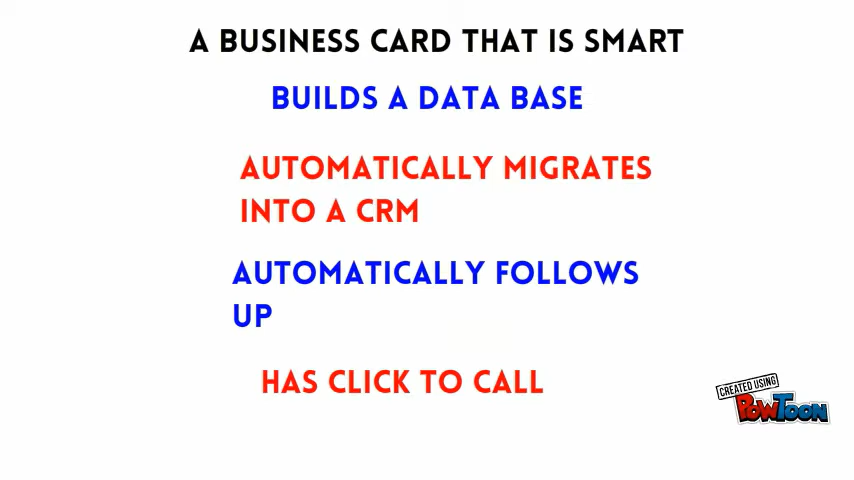 A BUSINESS CARD THAT IS SMART
BUILDS A DATA BASE
AUTOMATICALLY MIGRATES
INTO A CRM
AUTOMATICALLY FOLLOWS
UP
HAS CLICK TO CALL
CREATED USING
POWTOON